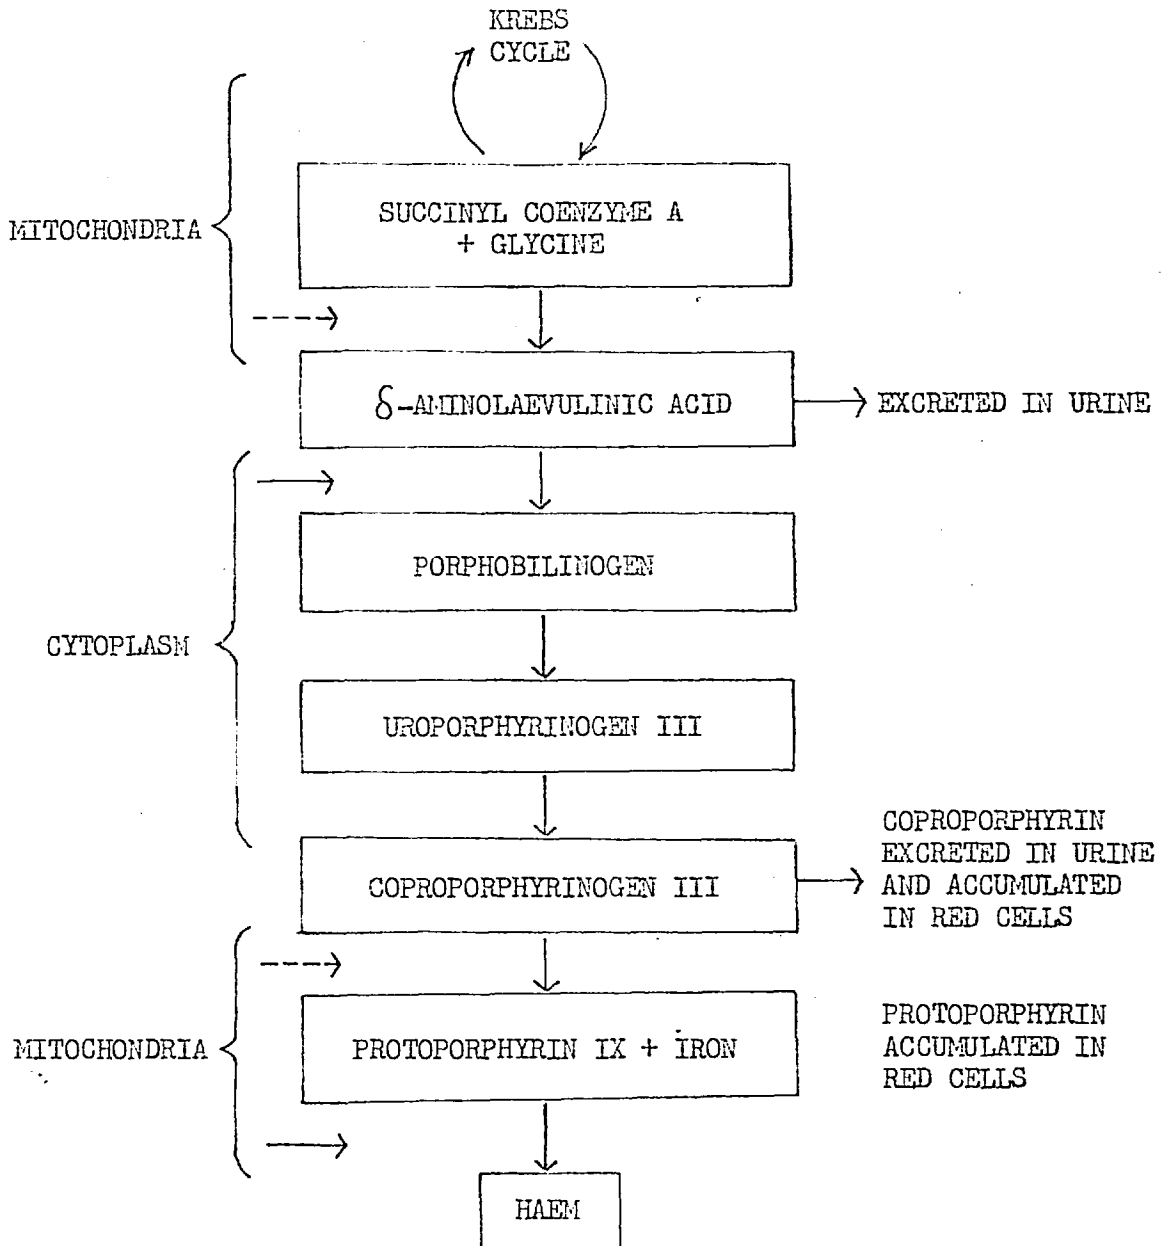 KREBS
CYCLE
MITOCHONDRIA
SUCCINYL COENZYME A
+ GLYCINE
δ-AMINOLAEVULINIC ACID
EXCRETED IN URINE
PORPHOBILINOGEN
CYTOPLASM
UROPORPHYRINOGEN III
COPROPORPHYRINOGEN III
COPROPORPHYRIN
EXCRETED IN URINE
AND ACCUMULATED
IN RED CELLS
MITOCHONDRIA
PROTOPORPHYRIN IX + IRON
PROTOPORPHYRIN
ACCUMULATED IN
RED CELLS
HAEM